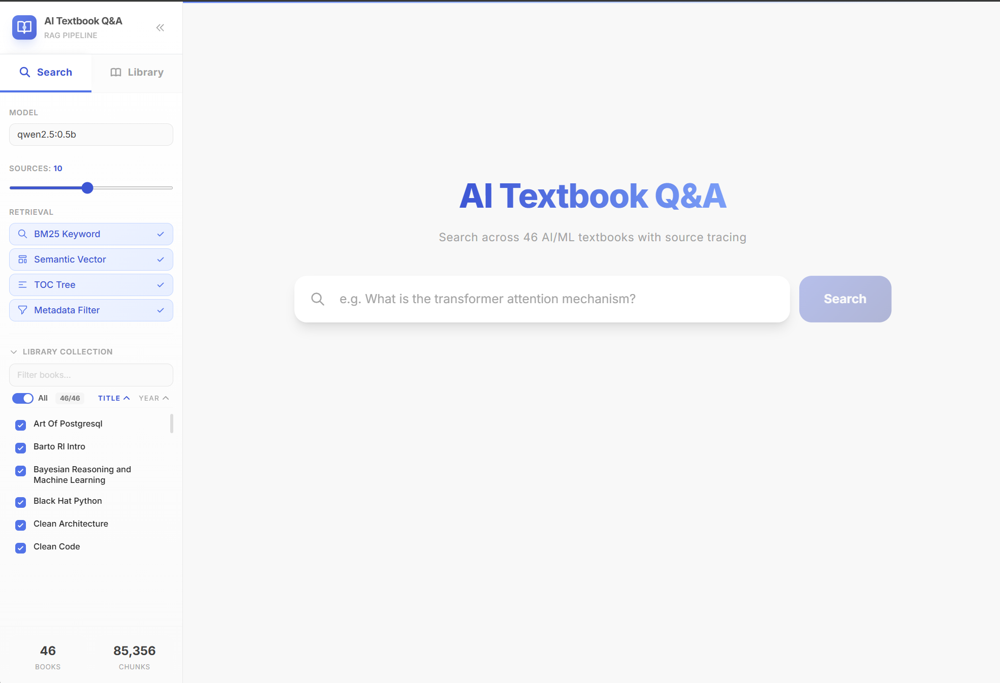 AI Textbook Q&A
RAG PIPELINE
Search
Library
MODEL
qwen2.5:0.5b
SOURCES: 10
RETRIEVAL
BM25 Keyword
Semantic Vector
TOC Tree
Metadata Filter
LIBRARY COLLECTION
Filter books...
All 46/46 TITLE YEAR
Art Of Postgresql
Barto Rl Intro
Bayesian Reasoning and
Machine Learning
Black Hat Python
Clean Architecture
Clean Code
46
BOOKS
85,356
CHUNKS
AI Textbook Q&A
Search across 46 AI/ML textbooks with source tracing
e.g. What is the transformer attention mechanism?
Search